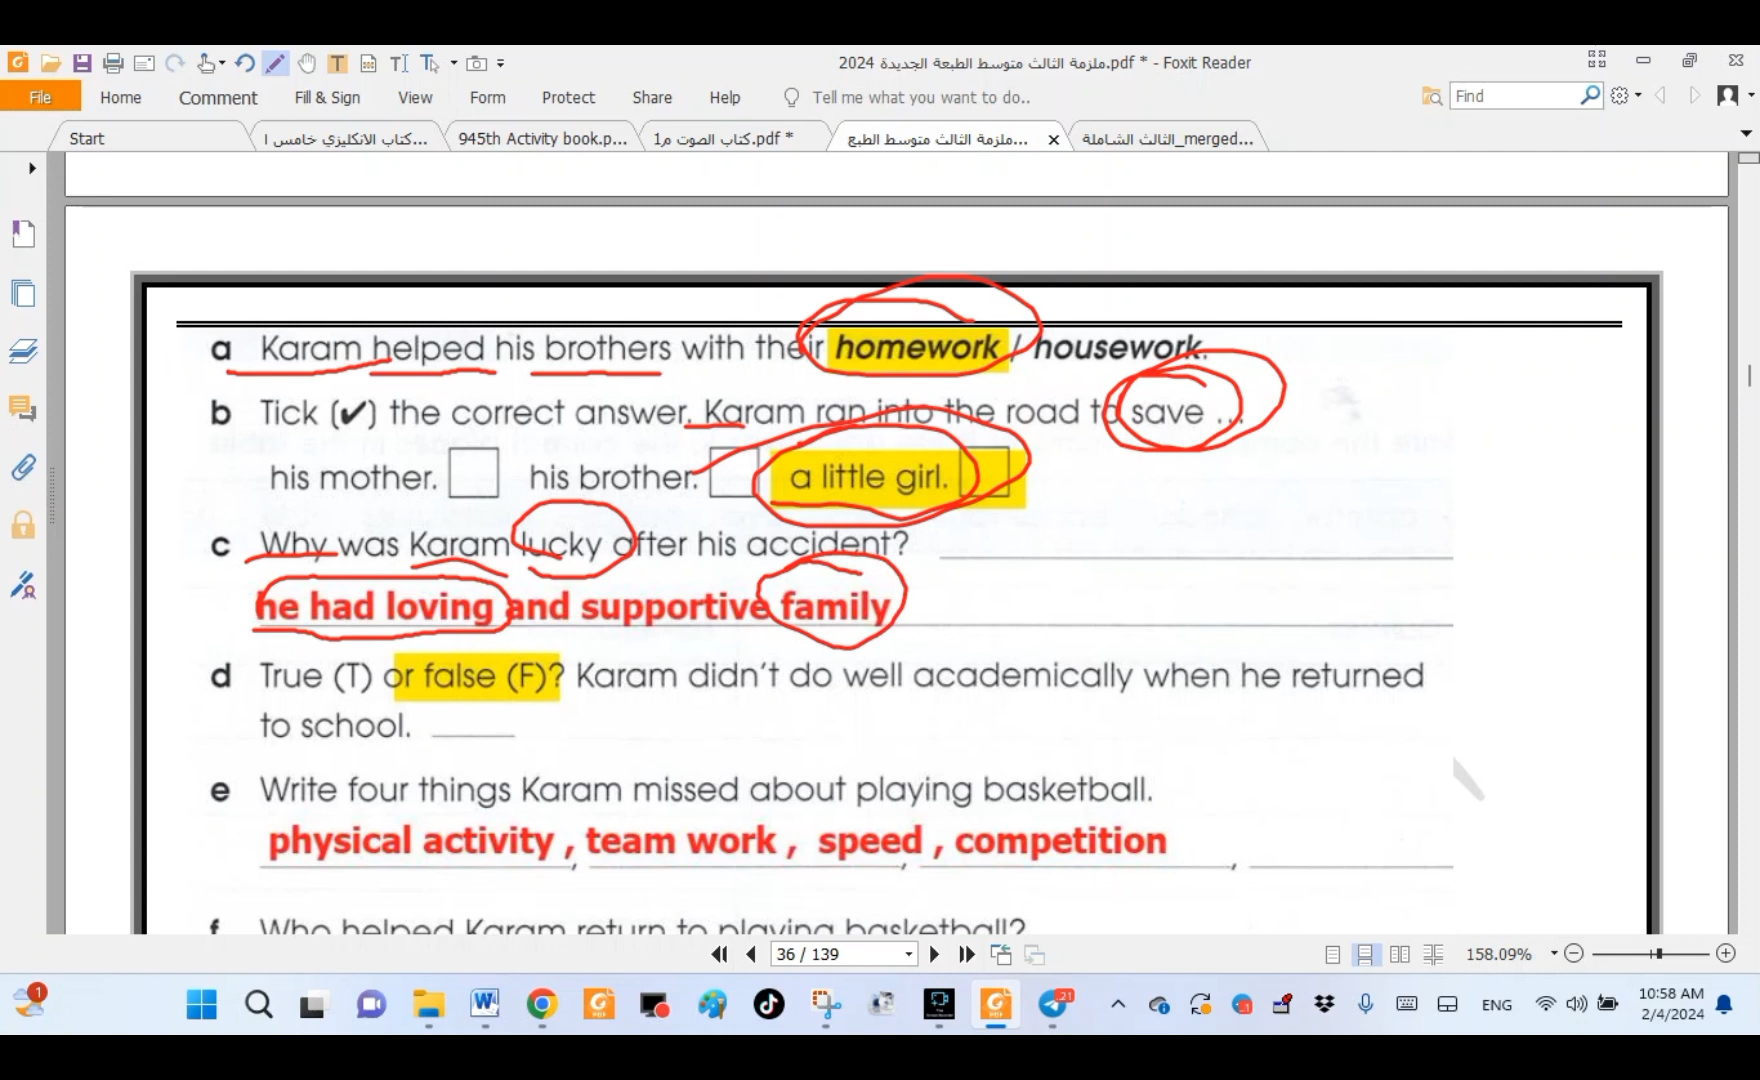 ملزمة الثالث متوسط الطبعة الجديدة 2024.pdf * - Foxit Reader
File Home Comment Fill & Sign View Form Protect Share Help Tell me what you want to do.. Find
Start كتاب الانكليزي خامس ا... 945th Activity book.p... كتاب الصوت م1.pdf * ملزمة الثالث متوسط الطبع... الثالث الشاملة_merged...
a Karam helped his brothers with their homework / housework.
b Tick (✔) the correct answer. Karam ran into the road to save ...
his mother. his brother. a little girl.
c Why was Karam lucky after his accident?
he had loving and supportive family
d True (T) or false (F)? Karam didn't do well academically when he returned
to school.
e Write four things Karam missed about playing basketball.
physical activity , team work , speed , competition
f Who helped Karam return to playing basketball?
36 / 139 158.09%
1 21 ENG 10:58 AM
2/4/2024